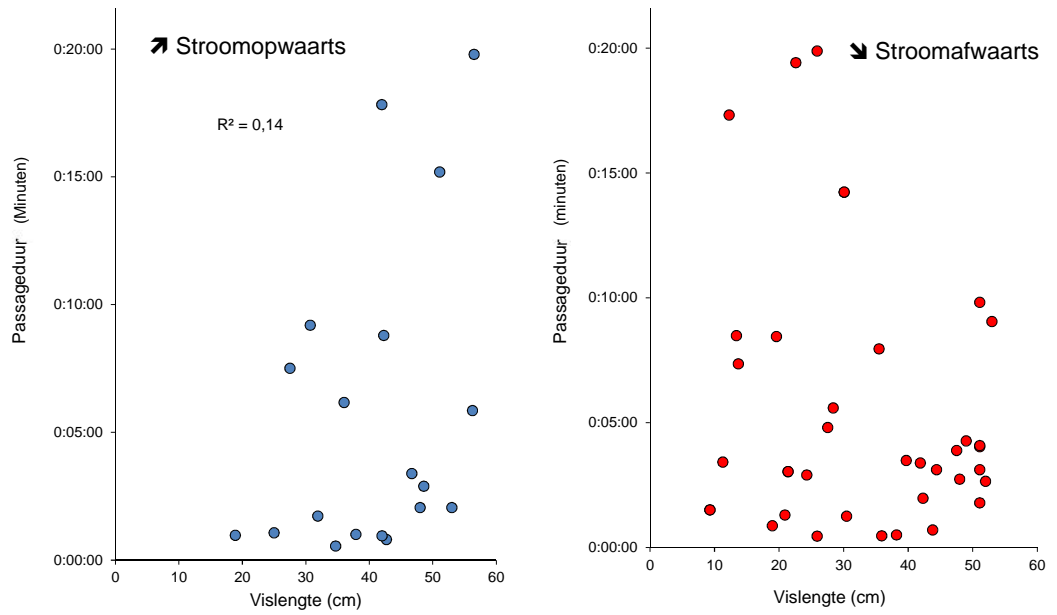 Stroomopwaarts
R² = 0,14
Passageduur (Minuten)
0:20:00
0:15:00
0:10:00
0:05:00
0:00:00
0 10 20 30 40 50 60
Vislengte (cm)
Stroomafwaarts
Passageduur (minuten)
0:20:00
0:15:00
0:10:00
0:05:00
0:00:00
0 10 20 30 40 50 60
Vislengte (cm)